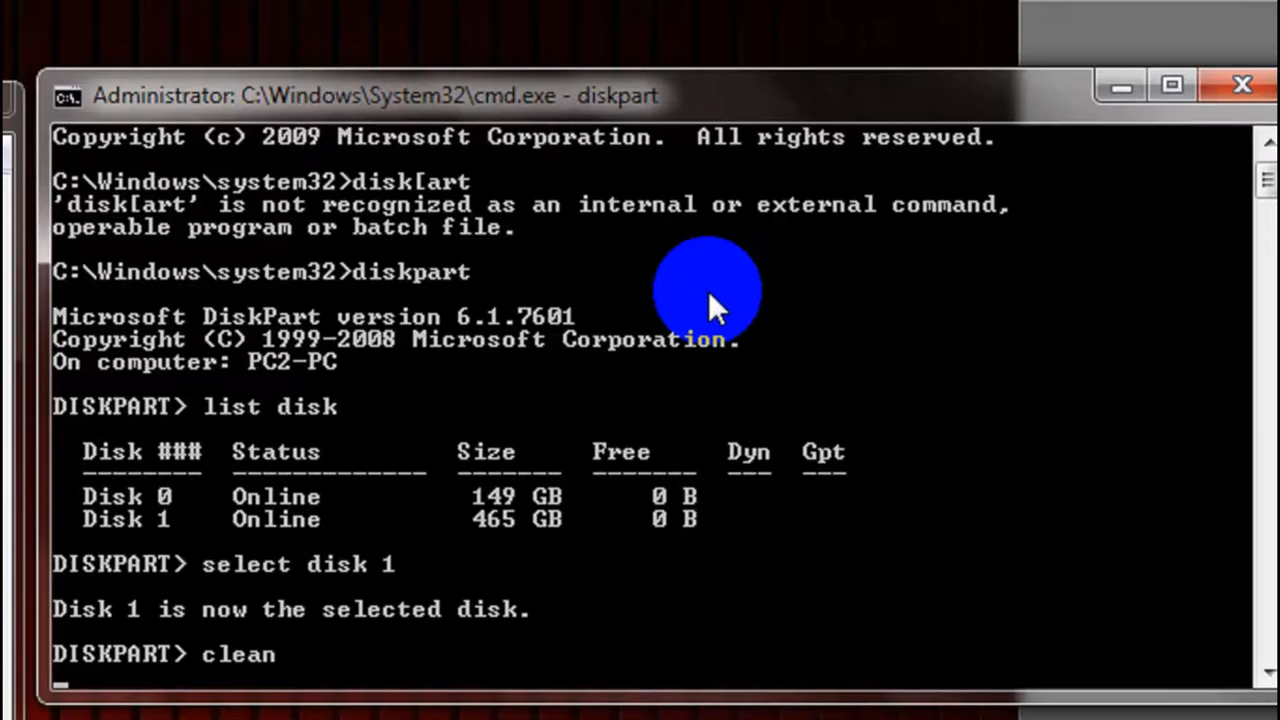 Administrator: C:\Windows\System32\cmd.exe - diskpart
Copyright (c) 2009 Microsoft Corporation.  All rights reserved.
C:\Windows\system32>disk[art
'disk[art' is not recognized as an internal or external command,
operable program or batch file.
C:\Windows\system32>diskpart
Microsoft DiskPart version 6.1.7601
Copyright (C) 1999-2008 Microsoft Corporation.
On computer: PC2-PC
DISKPART> list disk
Disk ###  Status         Size     Free     Dyn  Gpt
--------  -------------  -------  -------  ---  ---
Disk 0    Online          149 GB      0 B
Disk 1    Online          465 GB      0 B
DISKPART> select disk 1
Disk 1 is now the selected disk.
DISKPART> clean